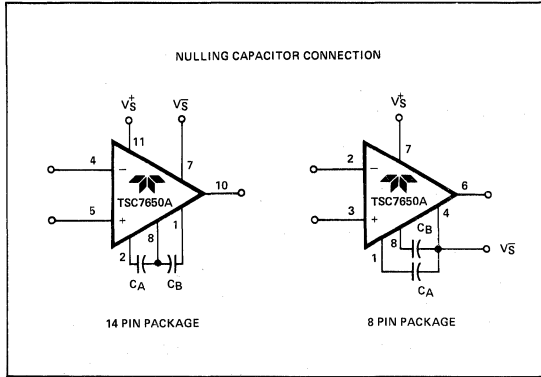 NULLING CAPACITOR CONNECTION
V+S
V−S
11
7
4
−
TSC7650A
10
5
+
8
1
2
CA
CB
14 PIN PACKAGE
V+S
7
2
−
TSC7650A
6
3
+
4
CB
8
V−S
1
CA
8 PIN PACKAGE